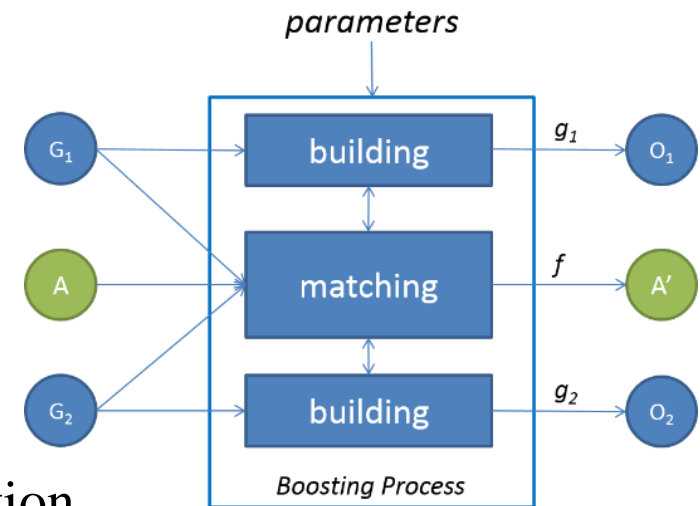 parameters
G₁
building
g₁
O₁
A
matching
f
A’
G₂
building
g₂
O₂
Boosting Process